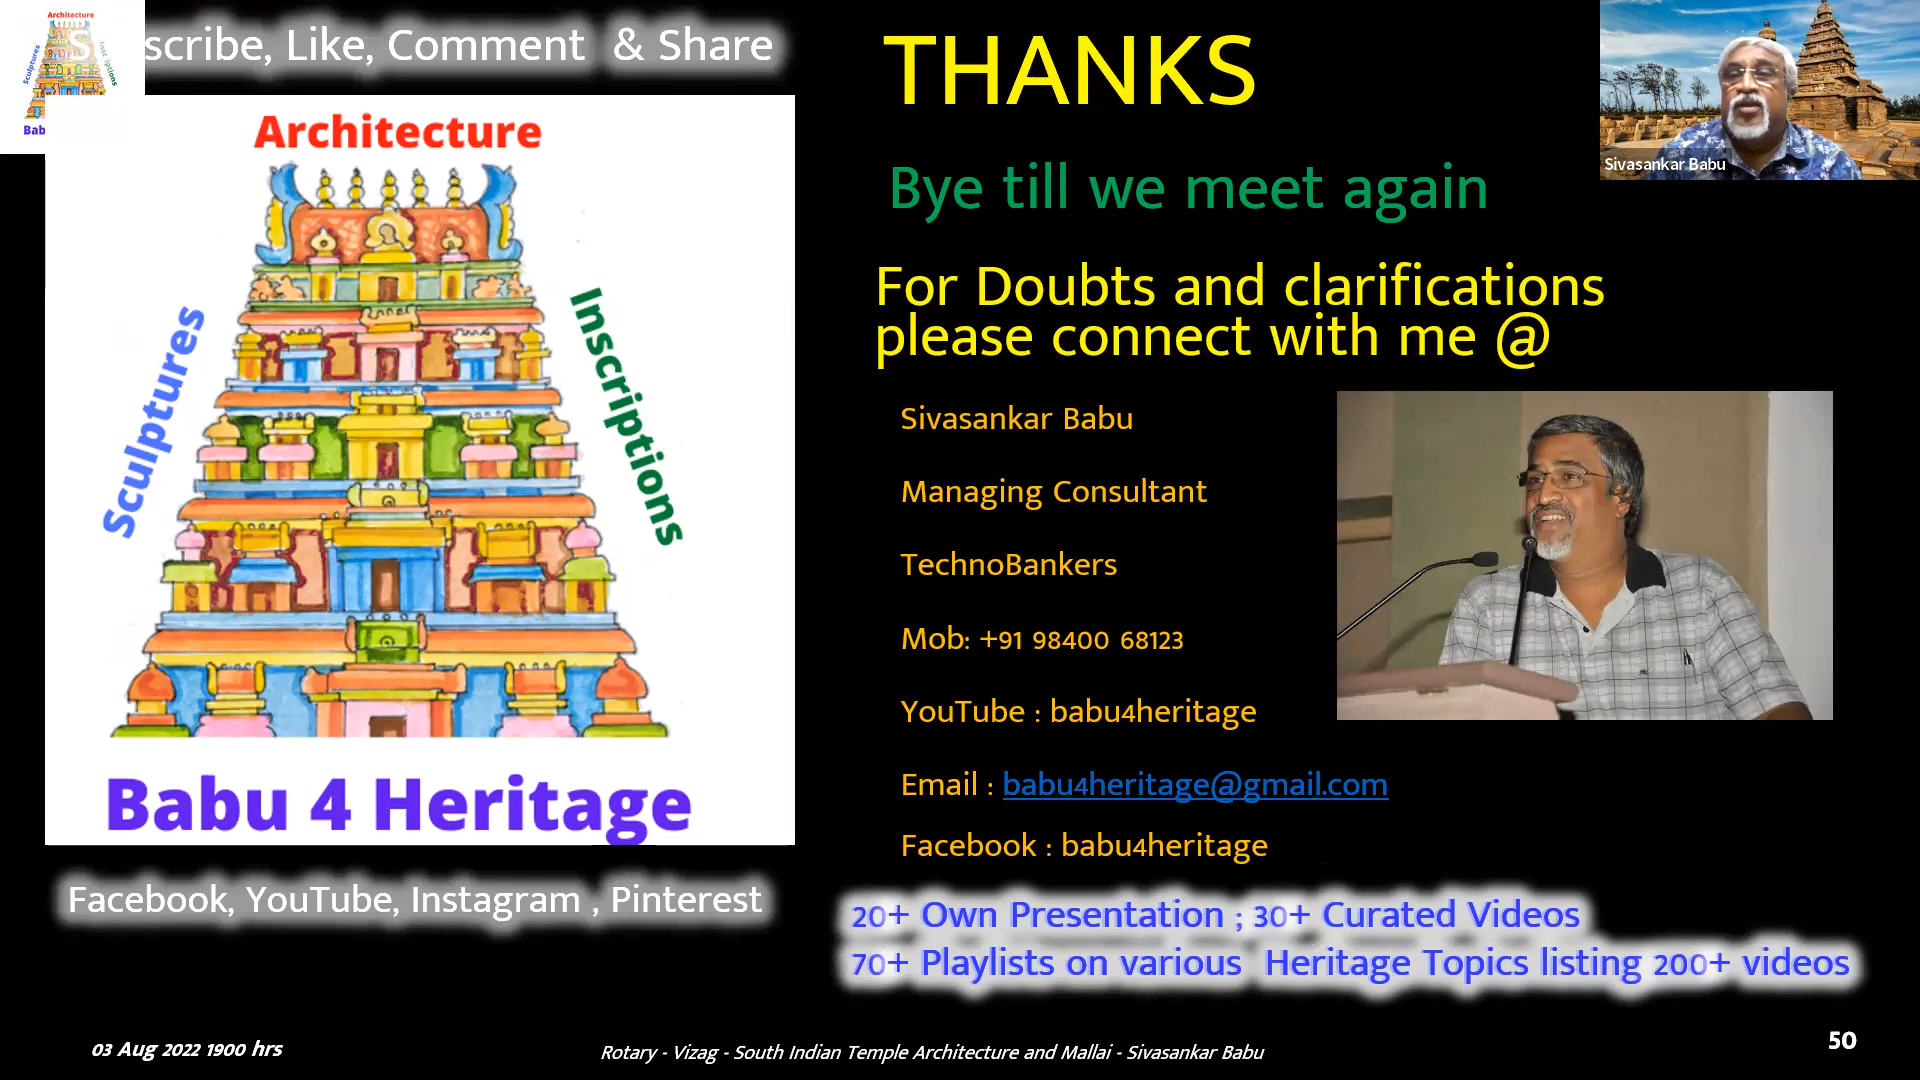 Architecture
Sculptures
Bab
scribe, Like, Comment & Share
THANKS
Sivasankar Babu
Bye till we meet again
For Doubts and clarifications
please connect with me @
Architecture
Sculptures
Inscriptions
Babu 4 Heritage
Sivasankar Babu
Managing Consultant
TechnoBankers
Mob: +91 98400 68123
YouTube : babu4heritage
Email : babu4heritage@gmail.com
Facebook : babu4heritage
Facebook, YouTube, Instagram , Pinterest
20+ Own Presentation ; 30+ Curated Videos
70+ Playlists on various Heritage Topics listing 200+ videos
03 Aug 2022 1900 hrs
Rotary - Vizag - South Indian Temple Architecture and Mallai - Sivasankar Babu
50